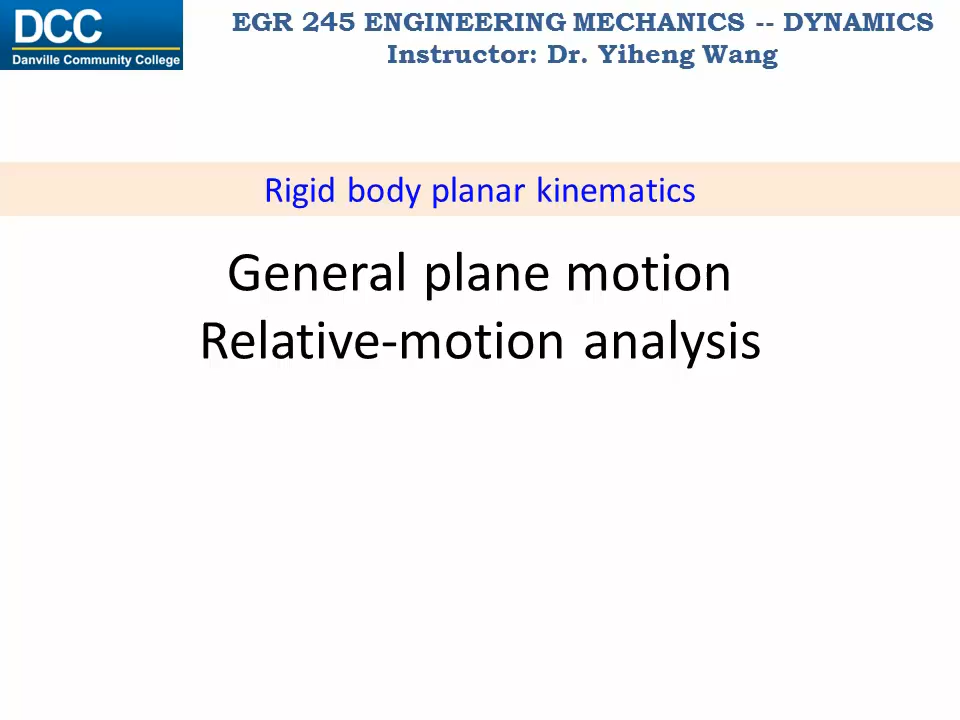 DCC
Danville Community College
EGR 245 ENGINEERING MECHANICS -- DYNAMICS
Instructor: Dr. Yiheng Wang
Rigid body planar kinematics
General plane motion
Relative-motion analysis